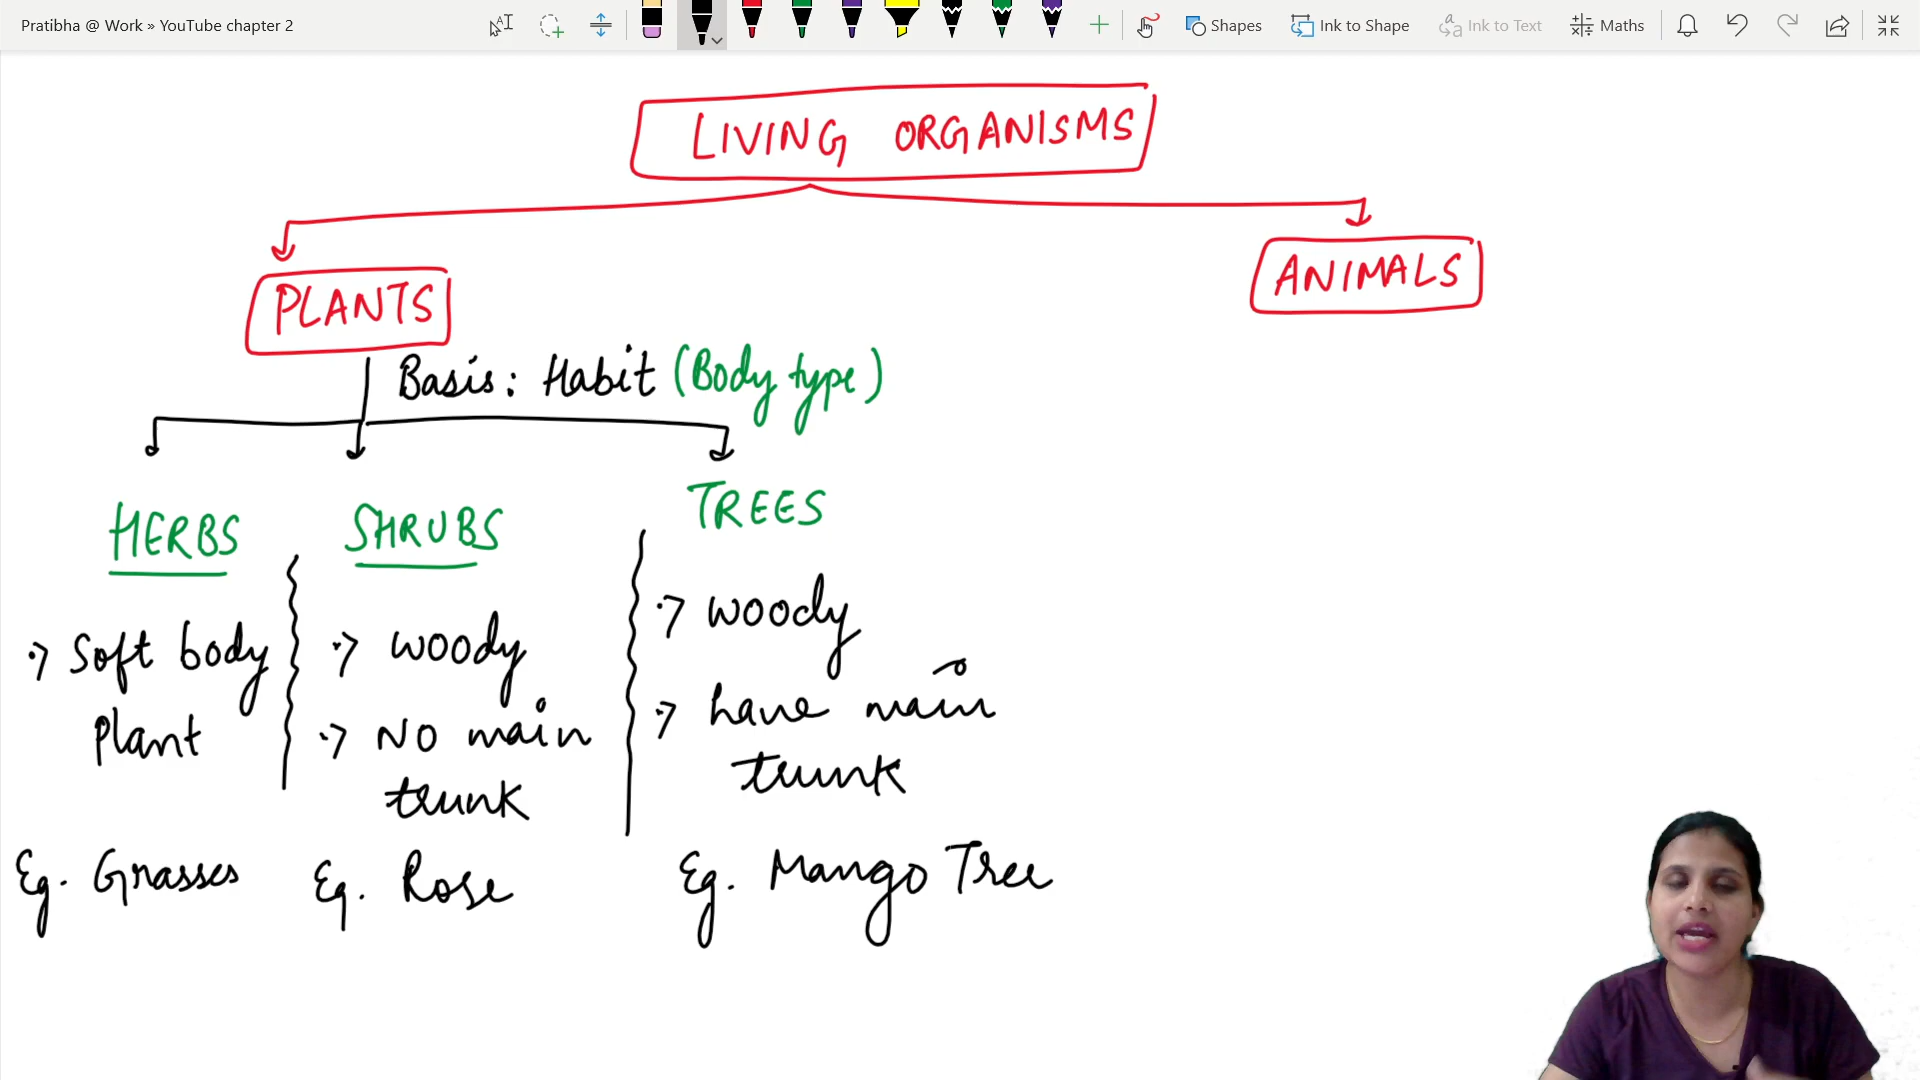 Pratibha @ Work » YouTube chapter 2
Shapes
Ink to Shape
Ink to Text
Maths
LIVING ORGANISMS
PLANTS
ANIMALS
Basis: Habit (Body type)
HERBS
SHRUBS
TREES
Soft body
Plant
woody
NO main
trunk
woody
have main
trunk
Eg. Grasses
Eg. Rose
Eg. Mango Tree